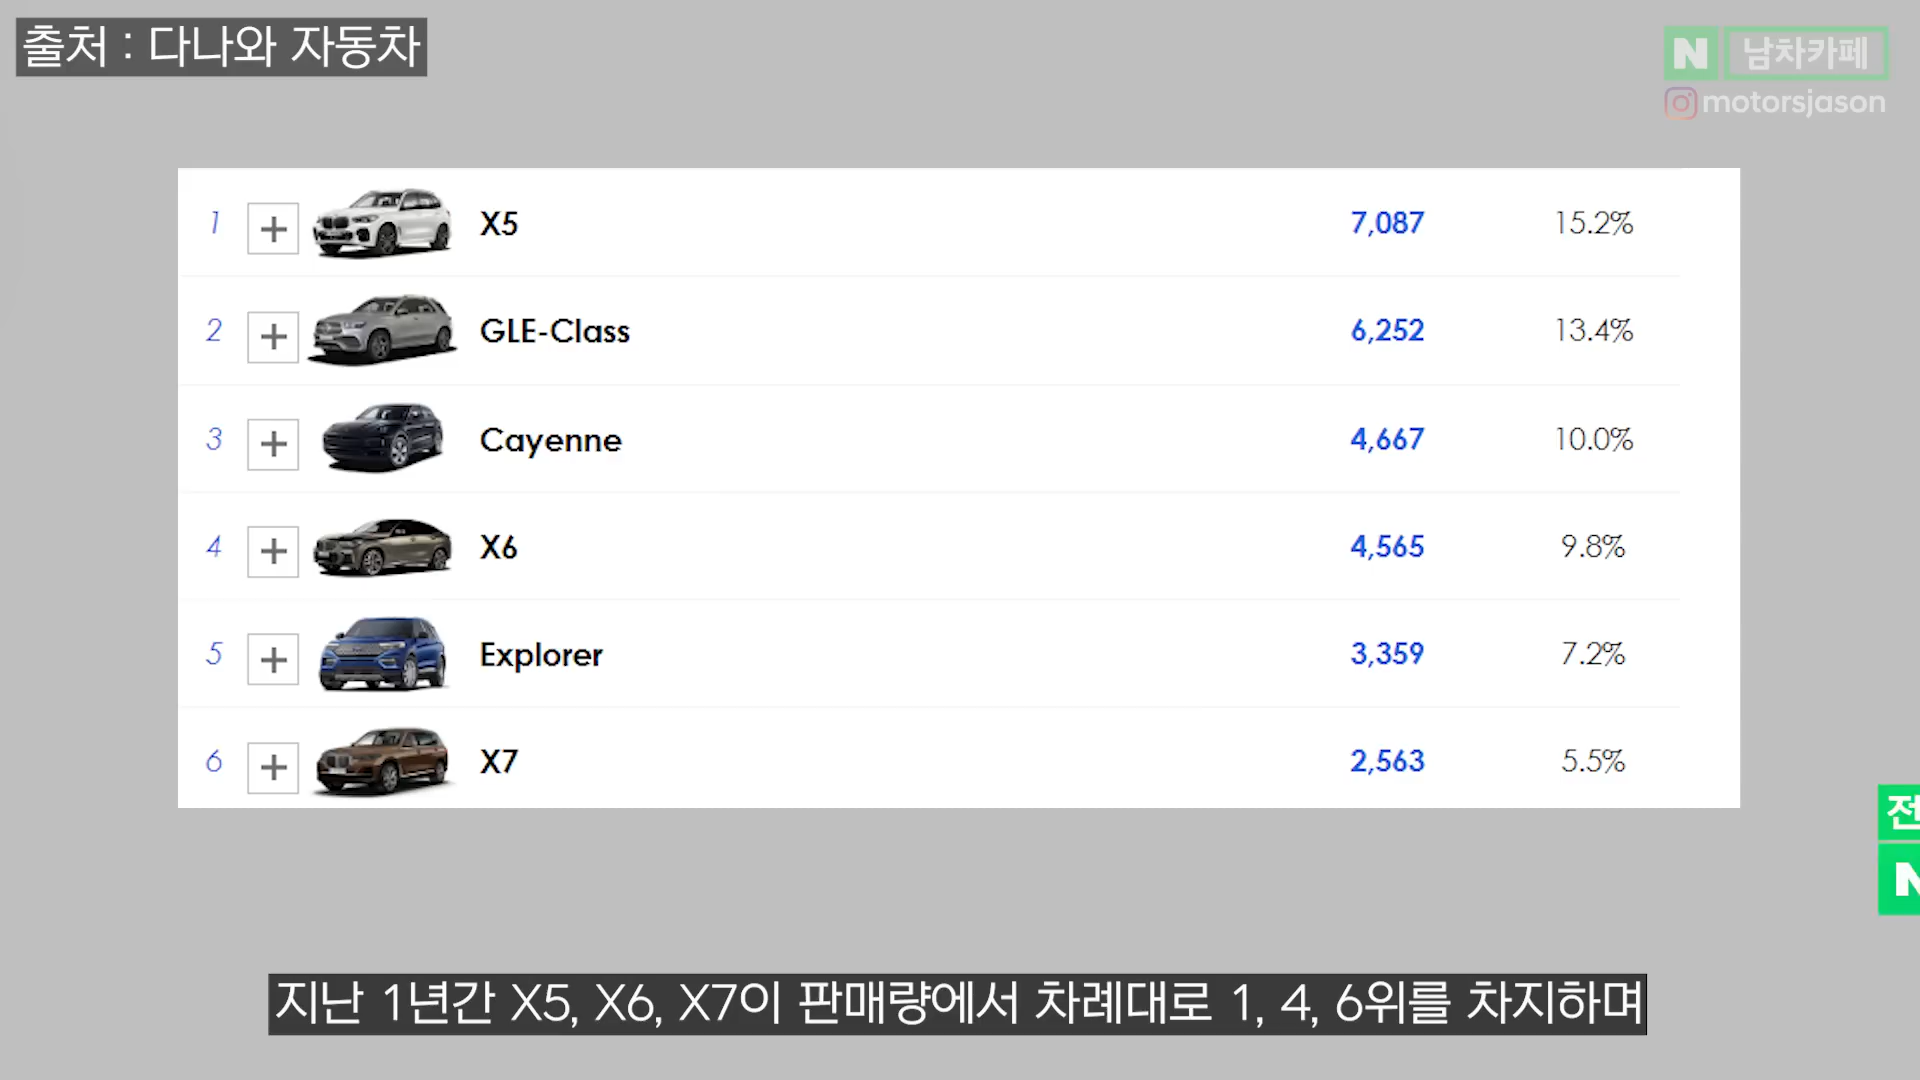 출처 : 다나와 자동차
N 남차카페
motorsjason
1 + X5 7,087 15.2%
2 + GLE-Class 6,252 13.4%
3 + Cayenne 4,667 10.0%
4 + X6 4,565 9.8%
5 + Explorer 3,359 7.2%
6 + X7 2,563 5.5%
전
N
지난 1년간 X5, X6, X7이 판매량에서 차례대로 1, 4, 6위를 차지하며